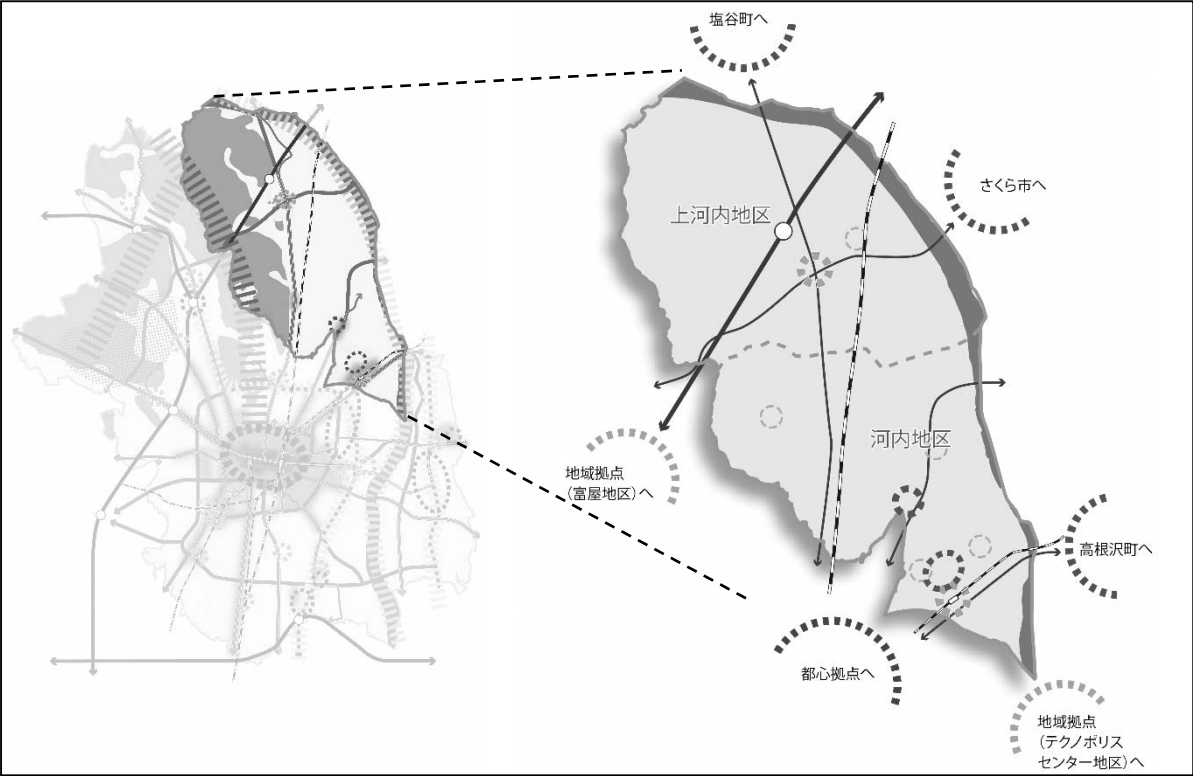 塩谷町へ
さくら市へ
上河内地区
河内地区
地域拠点
（富屋地区）へ
高根沢町へ
都心拠点へ
地域拠点
（テクノポリス
センター地区）へ